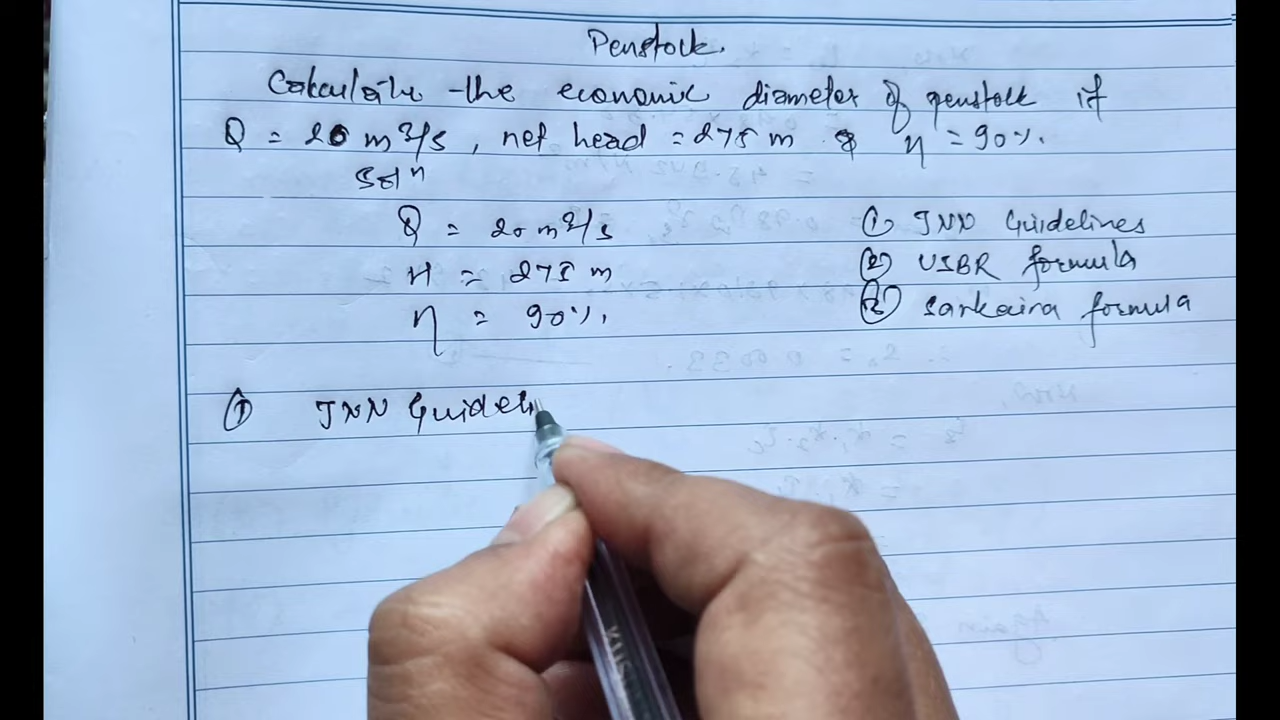 Penstock.
Calculate the economic diameter of penstock if
Q = 20 m3/s, net head = 275 m & η = 90%.
Solⁿ
Q = 20 m3/s
H = 275 m
η = 90%.
① JNN Guidelines
② USBR formula
③ Sarkaira formula
① JNN Guideli